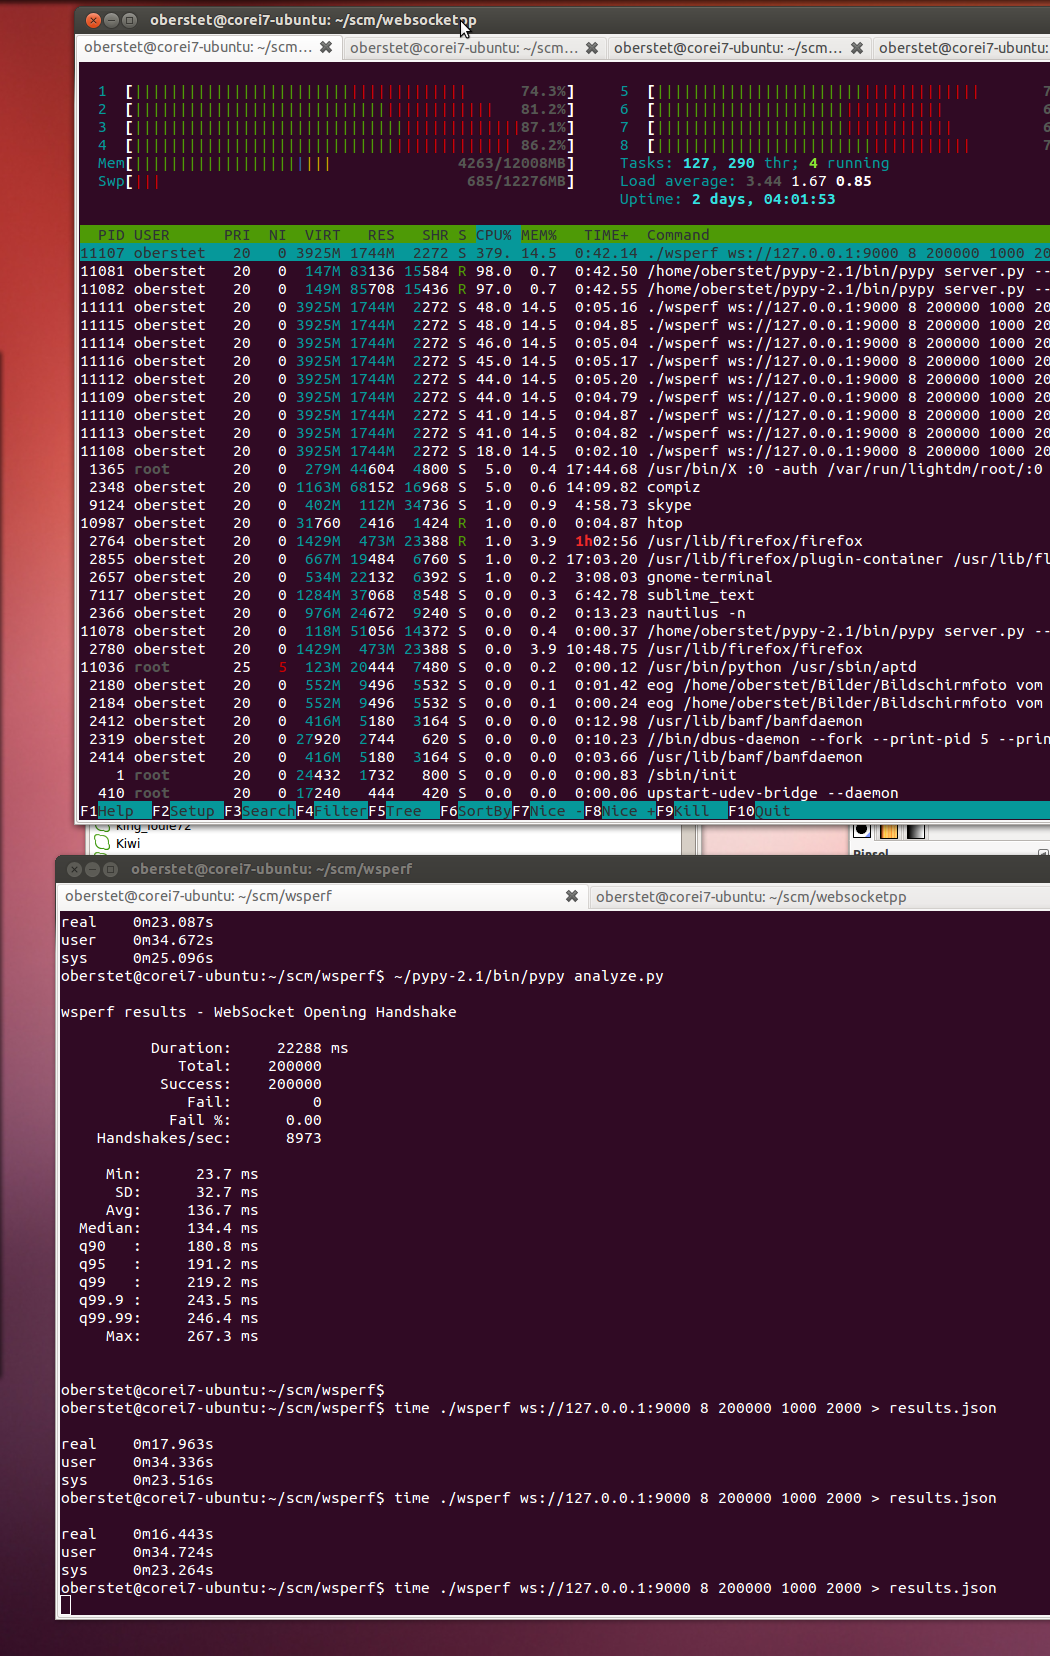 oberstet@corei7-ubuntu: ~/scm/websocketpp
oberstet@corei7-ubuntu: ~/scm... oberstet@corei7-ubuntu: ~/scm... oberstet@corei7-ubuntu: ~/scm... oberstet@corei7-ubuntu:
1 [ 74.3%] 5 [
2 [ 81.2%] 6 [
3 [ 87.1%] 7 [
4 [ 86.2%] 8 [
Mem[ 4263/12008MB] Tasks: 127, 290 thr; 4 running
Swp[ 685/12276MB] Load average: 3.44 1.67 0.85
Uptime: 2 days, 04:01:53
PID USER PRI NI VIRT RES SHR S CPU% MEM% TIME+ Command
11107 oberstet 20 0 3925M 1744M 2272 S 379. 14.5 0:42.14 ./wsperf ws://127.0.0.1:9000 8 200000 1000 20
11081 oberstet 20 0 147M 83136 15584 R 98.0 0.7 0:42.50 /home/oberstet/pypy-2.1/bin/pypy server.py --
11082 oberstet 20 0 149M 85708 15436 R 97.0 0.7 0:42.55 /home/oberstet/pypy-2.1/bin/pypy server.py --
11111 oberstet 20 0 3925M 1744M 2272 S 48.0 14.5 0:05.16 ./wsperf ws://127.0.0.1:9000 8 200000 1000 20
11115 oberstet 20 0 3925M 1744M 2272 S 48.0 14.5 0:04.85 ./wsperf ws://127.0.0.1:9000 8 200000 1000 20
11114 oberstet 20 0 3925M 1744M 2272 S 46.0 14.5 0:05.04 ./wsperf ws://127.0.0.1:9000 8 200000 1000 20
11116 oberstet 20 0 3925M 1744M 2272 S 45.0 14.5 0:05.17 ./wsperf ws://127.0.0.1:9000 8 200000 1000 20
11112 oberstet 20 0 3925M 1744M 2272 S 44.0 14.5 0:05.20 ./wsperf ws://127.0.0.1:9000 8 200000 1000 20
11109 oberstet 20 0 3925M 1744M 2272 S 44.0 14.5 0:04.79 ./wsperf ws://127.0.0.1:9000 8 200000 1000 20
11110 oberstet 20 0 3925M 1744M 2272 S 41.0 14.5 0:04.87 ./wsperf ws://127.0.0.1:9000 8 200000 1000 20
11113 oberstet 20 0 3925M 1744M 2272 S 41.0 14.5 0:04.82 ./wsperf ws://127.0.0.1:9000 8 200000 1000 20
11108 oberstet 20 0 3925M 1744M 2272 S 18.0 14.5 0:02.10 ./wsperf ws://127.0.0.1:9000 8 200000 1000 20
1365 root 20 0 279M 44604 4800 S 5.0 0.4 17:44.68 /usr/bin/X :0 -auth /var/run/lightdm/root/:0
2348 oberstet 20 0 1163M 68152 16968 S 5.0 0.6 14:09.82 compiz
9124 oberstet 20 0 402M 112M 34736 S 1.0 0.9 4:58.73 skype
10987 oberstet 20 0 31760 2416 1424 R 1.0 0.0 0:04.87 htop
2764 oberstet 20 0 1429M 473M 23388 R 1.0 3.9 1h02:56 /usr/lib/firefox/firefox
2855 oberstet 20 0 667M 19484 6760 S 1.0 0.2 17:03.20 /usr/lib/firefox/plugin-container /usr/lib/fl
2657 oberstet 20 0 534M 22132 6392 S 1.0 0.2 3:08.03 gnome-terminal
7117 oberstet 20 0 1284M 37068 8548 S 0.0 0.3 6:42.78 sublime_text
2366 oberstet 20 0 976M 24672 9240 S 0.0 0.2 0:13.23 nautilus -n
11078 oberstet 20 0 118M 51056 14372 S 0.0 0.4 0:00.37 /home/oberstet/pypy-2.1/bin/pypy server.py --
2780 oberstet 20 0 1429M 473M 23388 S 0.0 3.9 10:48.75 /usr/lib/firefox/firefox
11036 root 25 5 123M 20444 7480 S 0.0 0.2 0:00.12 /usr/bin/python /usr/sbin/aptd
2180 oberstet 20 0 552M 9496 5532 S 0.0 0.1 0:01.42 eog /home/oberstet/Bilder/Bildschirmfoto vom
2184 oberstet 20 0 552M 9496 5532 S 0.0 0.1 0:00.24 eog /home/oberstet/Bilder/Bildschirmfoto vom
2412 oberstet 20 0 416M 5180 3164 S 0.0 0.0 0:12.98 /usr/lib/bamf/bamfdaemon
2319 oberstet 20 0 27920 2744 620 S 0.0 0.0 0:10.23 //bin/dbus-daemon --fork --print-pid 5 --prin
2414 oberstet 20 0 416M 5180 3164 S 0.0 0.0 0:03.66 /usr/lib/bamf/bamfdaemon
1 root 20 0 24432 1732 800 S 0.0 0.0 0:00.83 /sbin/init
410 root 20 0 17240 444 420 S 0.0 0.0 0:00.06 upstart-udev-bridge --daemon
F1Help F2Setup F3SearchF4FilterF5Tree F6SortByF7Nice -F8Nice +F9Kill F10Quit
king_louie72
Kiwi
Pinsel
oberstet@corei7-ubuntu: ~/scm/wsperf
oberstet@corei7-ubuntu: ~/scm/wsperf oberstet@corei7-ubuntu: ~/scm/websocketpp
real 0m23.087s
user 0m34.672s
sys 0m25.096s
oberstet@corei7-ubuntu:~/scm/wsperf$ ~/pypy-2.1/bin/pypy analyze.py
wsperf results - WebSocket Opening Handshake
Duration: 22288 ms
Total: 200000
Success: 200000
Fail: 0
Fail %: 0.00
Handshakes/sec: 8973
Min: 23.7 ms
SD: 32.7 ms
Avg: 136.7 ms
Median: 134.4 ms
q90 : 180.8 ms
q95 : 191.2 ms
q99 : 219.2 ms
q99.9 : 243.5 ms
q99.99: 246.4 ms
Max: 267.3 ms
oberstet@corei7-ubuntu:~/scm/wsperf$
oberstet@corei7-ubuntu:~/scm/wsperf$ time ./wsperf ws://127.0.0.1:9000 8 200000 1000 2000 > results.json
real 0m17.963s
user 0m34.336s
sys 0m23.516s
oberstet@corei7-ubuntu:~/scm/wsperf$ time ./wsperf ws://127.0.0.1:9000 8 200000 1000 2000 > results.json
real 0m16.443s
user 0m34.724s
sys 0m23.264s
oberstet@corei7-ubuntu:~/scm/wsperf$ time ./wsperf ws://127.0.0.1:9000 8 200000 1000 2000 > results.json